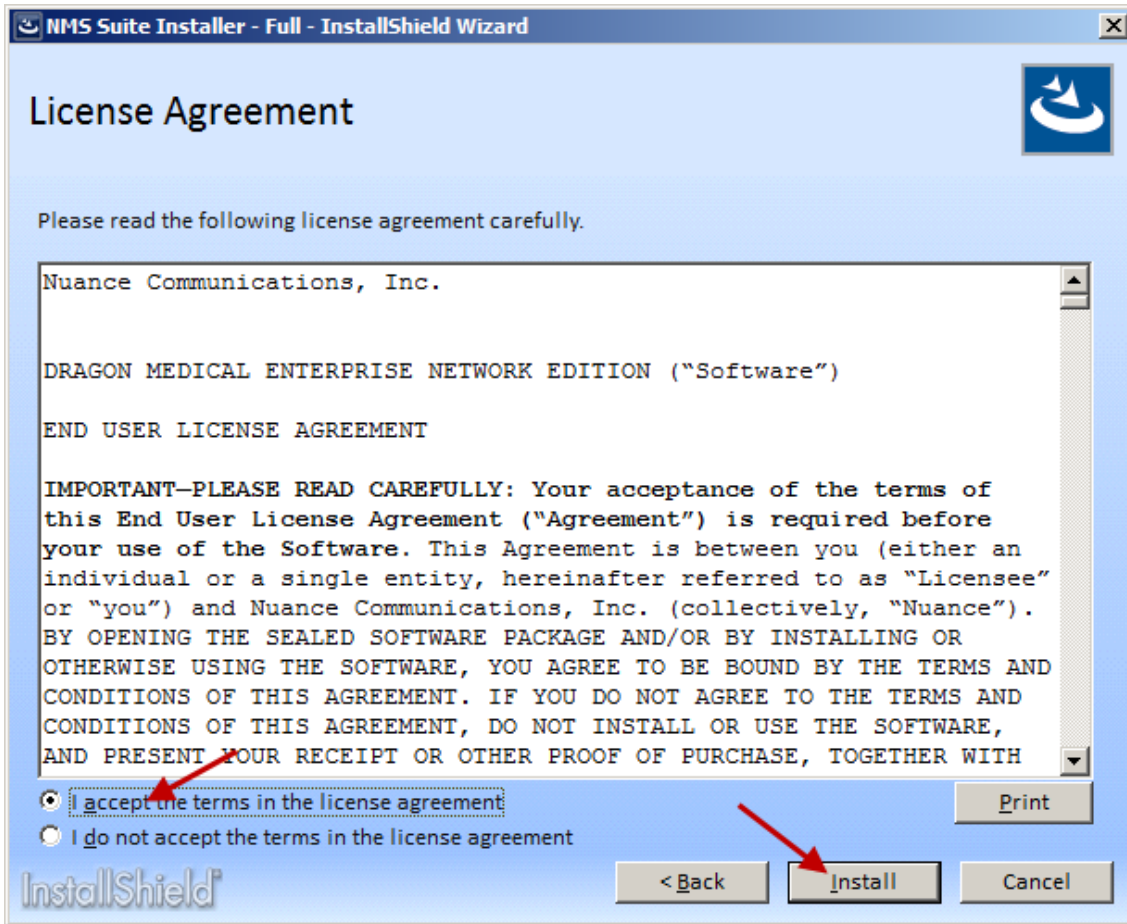 NMS Suite Installer - Full - InstallShield Wizard
License Agreement
Please read the following license agreement carefully.
Nuance Communications, Inc.
DRAGON MEDICAL ENTERPRISE NETWORK EDITION (“Software”)
END USER LICENSE AGREEMENT
IMPORTANT—PLEASE READ CAREFULLY: Your acceptance of the terms of
this End User License Agreement (“Agreement”) is required before
your use of the Software. This Agreement is between you (either an
individual or a single entity, hereinafter referred to as “Licensee”
or “you”) and Nuance Communications, Inc. (collectively, “Nuance”).
BY OPENING THE SEALED SOFTWARE PACKAGE AND/OR BY INSTALLING OR
OTHERWISE USING THE SOFTWARE, YOU AGREE TO BE BOUND BY THE TERMS AND
CONDITIONS OF THIS AGREEMENT. IF YOU DO NOT AGREE TO THE TERMS AND
CONDITIONS OF THIS AGREEMENT, DO NOT INSTALL OR USE THE SOFTWARE,
AND PRESENT YOUR RECEIPT OR OTHER PROOF OF PURCHASE, TOGETHER WITH
I accept the terms in the license agreement
Print
I do not accept the terms in the license agreement
InstallShield
< Back
Install
Cancel